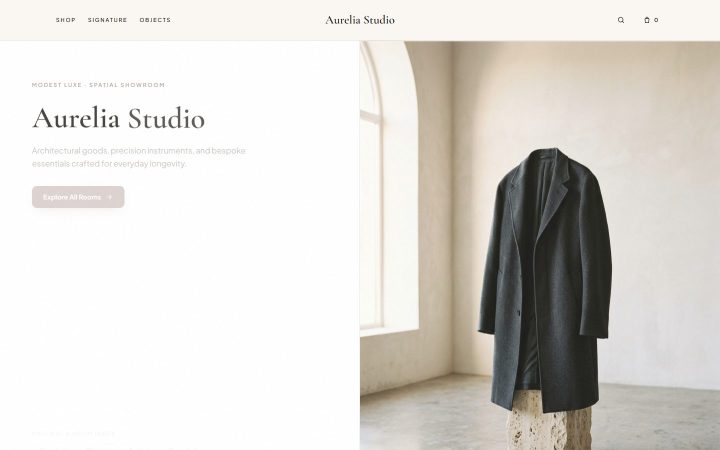 SHOP SIGNATURE OBJECTS
Aurelia Studio
0
MODEST LUXE · SPATIAL SHOWROOM
Aurelia Studio
Architectural goods, precision instruments, and bespoke
essentials crafted for everyday longevity.
Explore All Rooms →